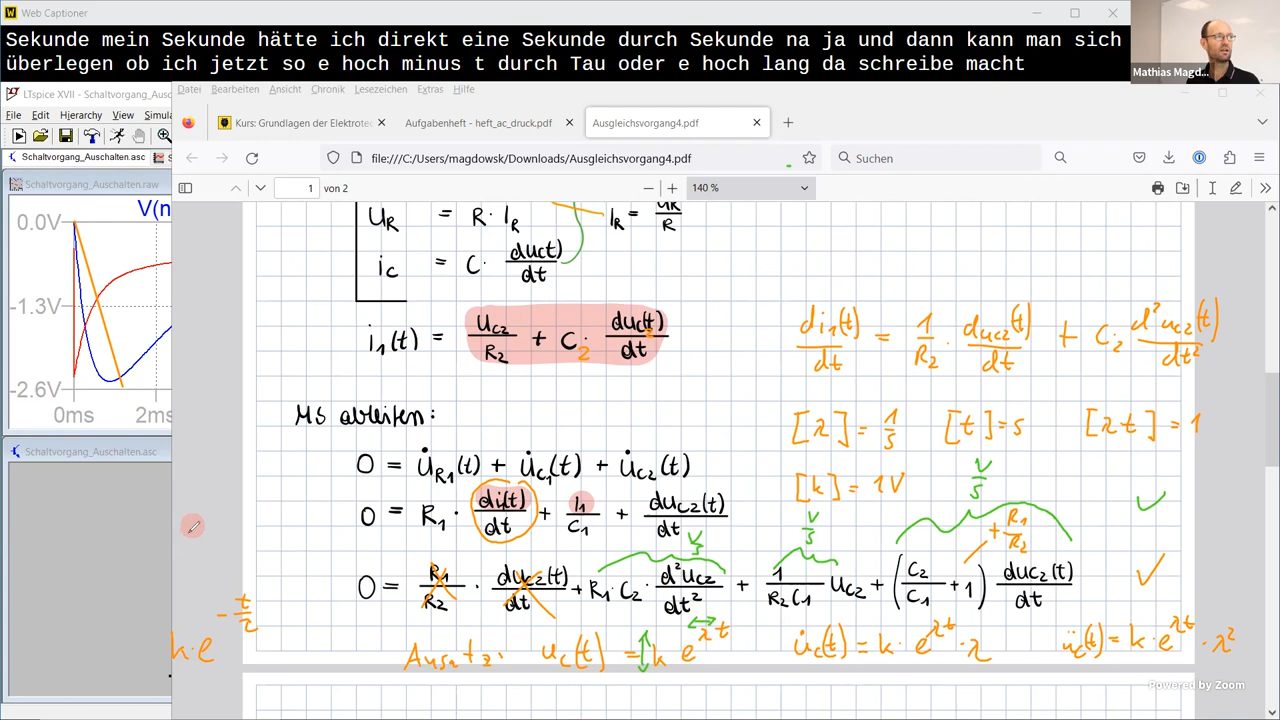 Web Captioner
Sekunde mein Sekunde hätte ich direkt eine Sekunde durch Sekunde na ja und dann kann man sich
überlegen ob ich jetzt so e hoch minus t durch Tau oder e hoch lang da schreibe macht
Mathias Magd...
LTspice XVII - Schaltvorgang_Aus
File Edit Hierarchy View Simula
Schaltvorgang_Auschalten.asc
Schaltvorgang_Auschalten.raw
V(n
0.0V
-1.3V
-2.6V
0ms 2ms
Schaltvorgang_Auschalten.asc
Datei Bearbeiten Ansicht Chronik Lesezeichen Extras Hilfe
Kurs: Grundlagen der Elektrotec Aufgabenheft - heft_ac_druck.pdf Ausgleichsvorgang4.pdf
file:///C:/Users/magdowsk/Downloads/Ausgleichsvorgang4.pdf Suchen
1 von 2 140 %
u_R = R · I_R I_R = u_R/R
i_C = C · du_C(t)/dt
i_1(t) = u_C2/R_2 + C_2 · du_C2(t)/dt
di_1(t)/dt = 1/R_2 · du_C2(t)/dt + C_2 d²u_C2(t)/dt²
MS ableiten:
[λ] = 1/s [t] = s [λt] = 1
0 = u̇_R1(t) + u̇_C1(t) + u̇_C2(t)
[k] = 1V V/s
0 = R_1 · di_1(t)/dt + i_1/C_1 + du_C2(t)/dt
V/s V/s + R_1/R_2
0 = R_1/R_2 · du_C2(t)/dt + R_1 · C_2 · d²u_C2/dt² + 1/(R_2 C_1) u_C2 + (C_2/C_1 + 1) du_C2(t)/dt
k·e^(-t/τ)
Ansatz: u_C(t) = k e^(λt) u̇_C(t) = k · e^(λt) · λ ü_C(t) = k · e^(λt) · λ²
Powered by Zoom